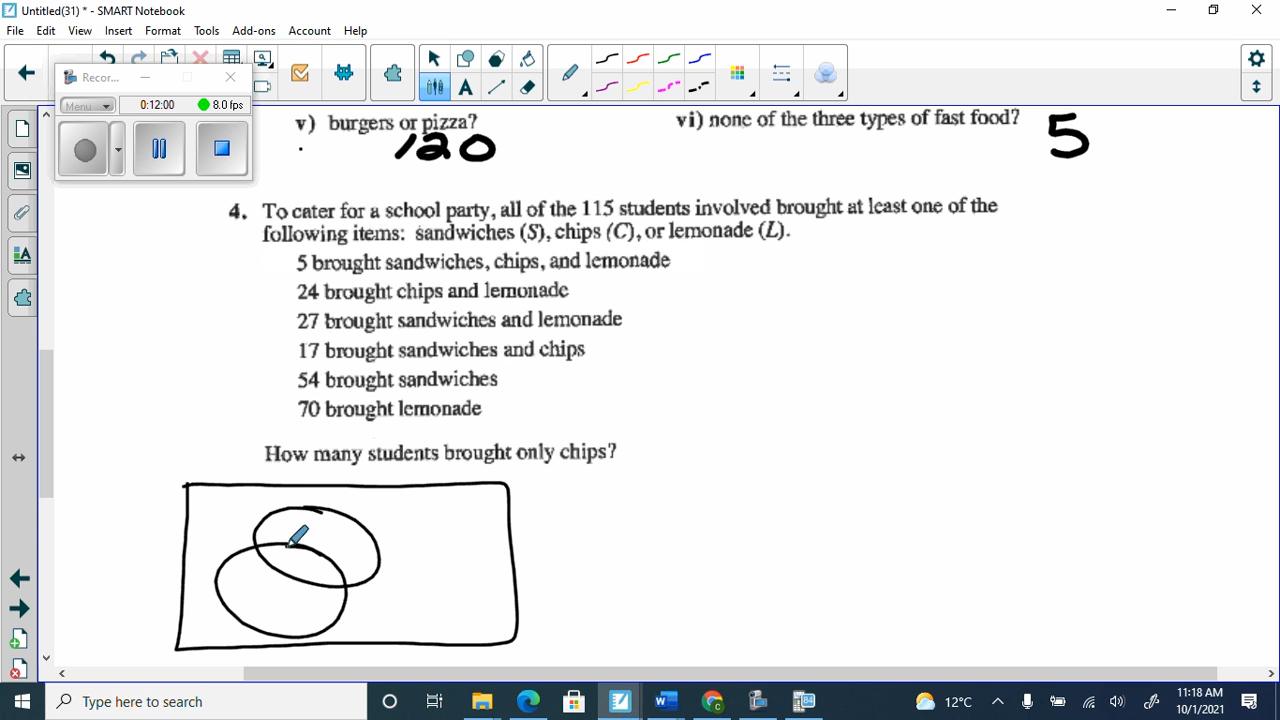 Untitled(31) * - SMART Notebook
File Edit View Insert Format Tools Add-ons Account Help
Recor...
Menu 0:12:00 8.0 fps
v) burgers or pizza? vi) none of the three types of fast food?
120 5
4. To cater for a school party, all of the 115 students involved brought at least one of the
following items: sandwiches (S), chips (C), or lemonade (L).
5 brought sandwiches, chips, and lemonade
24 brought chips and lemonade
27 brought sandwiches and lemonade
17 brought sandwiches and chips
54 brought sandwiches
70 brought lemonade
How many students brought only chips?
Type here to search
12°C
11:18 AM
10/1/2021